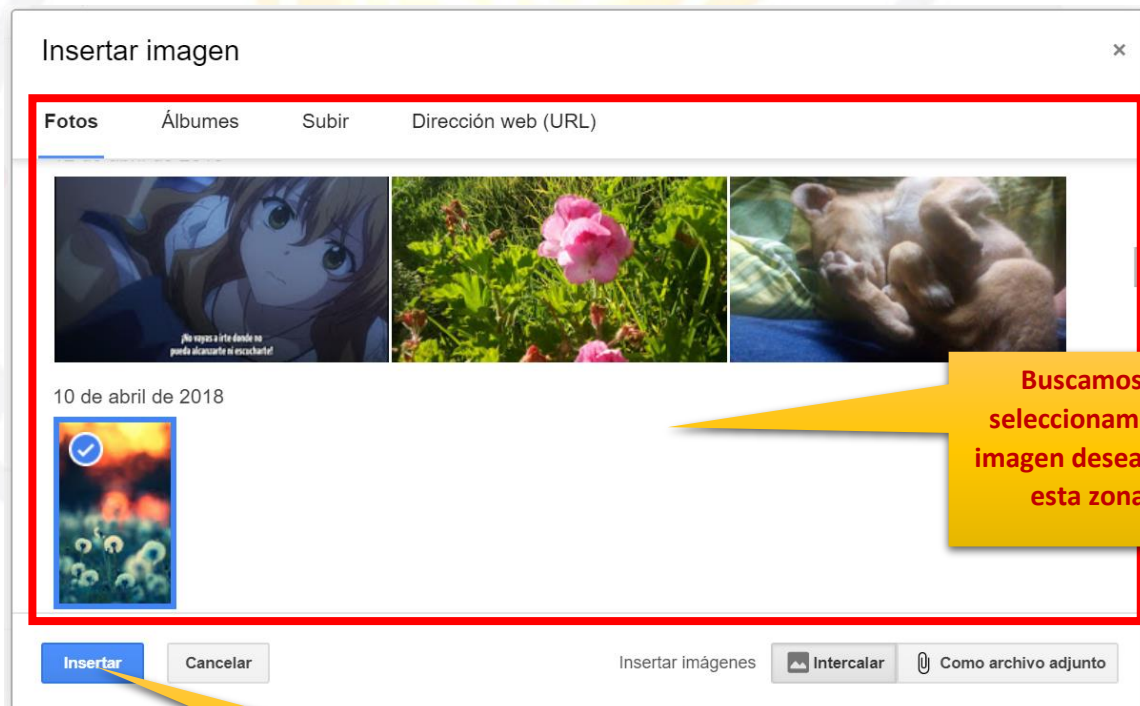 Insertar imagen
×
Fotos Álbumes Subir Dirección web (URL)
¡No vayas a irte donde no
pueda alcanzarte ni escucharte!
10 de abril de 2018
Buscamos
seleccionam
imagen desea
esta zona
Insertar Cancelar Insertar imágenes Intercalar Como archivo adjunto